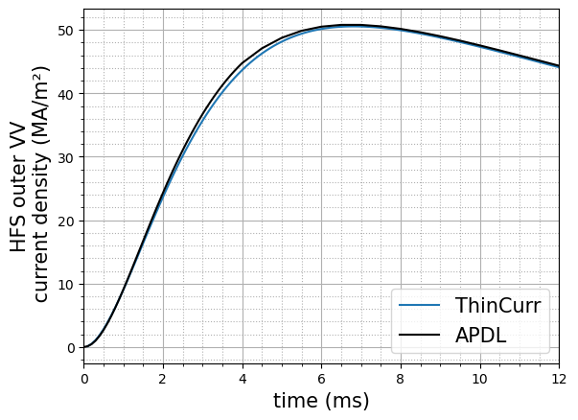 HFS outer VV
current density (MA/m²)
50
40
30
20
10
0
0 2 4 6 8 10 12
time (ms)
ThinCurr
APDL